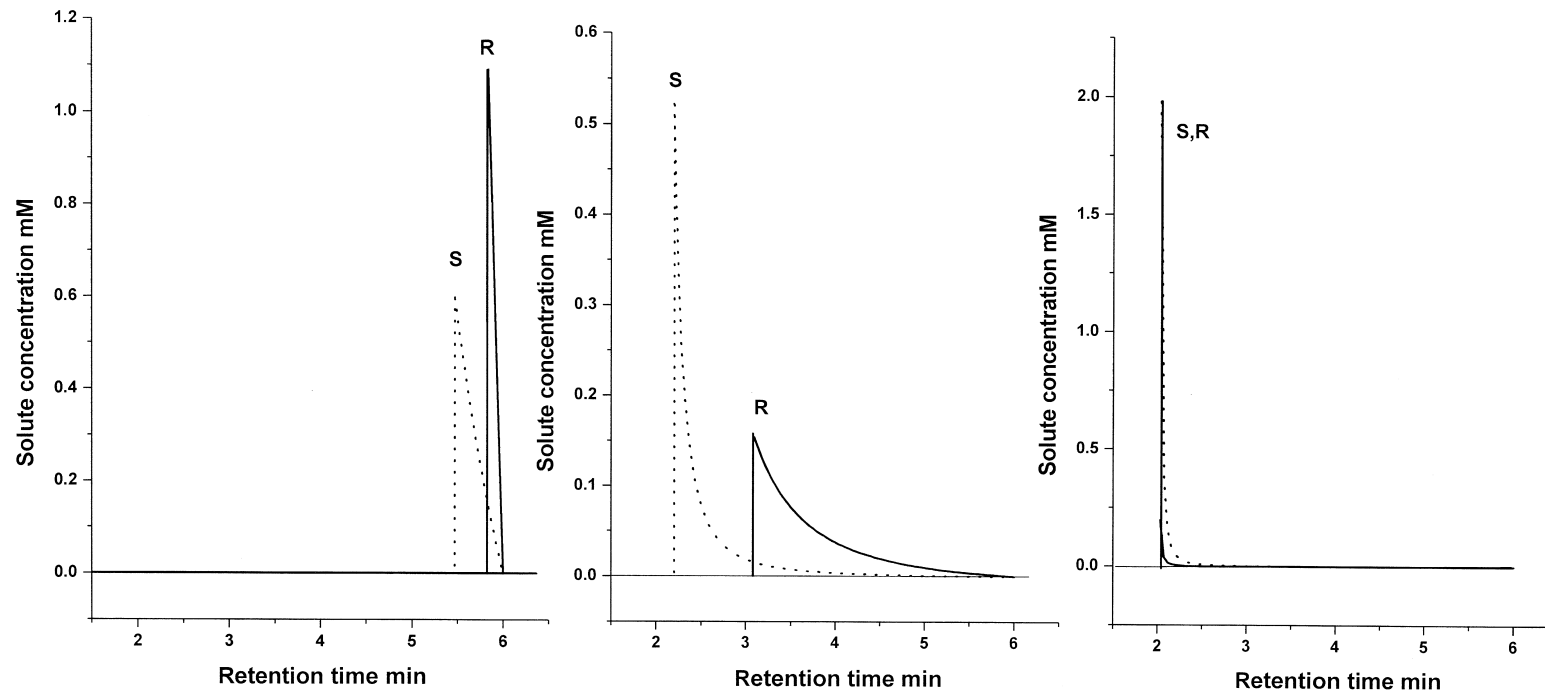 1.2
1.0
0.8
0.6
0.4
0.2
0.0
Solute concentration mM
S
R
2 3 4 5 6
Retention time min
0.6
0.5
0.4
0.3
0.2
0.1
0.0
Solute concentration mM
S
R
2 3 4 5 6
Retention time min
2.0
1.5
1.0
0.5
0.0
Solute concentration mM
S,R
2 3 4 5 6
Retention time min